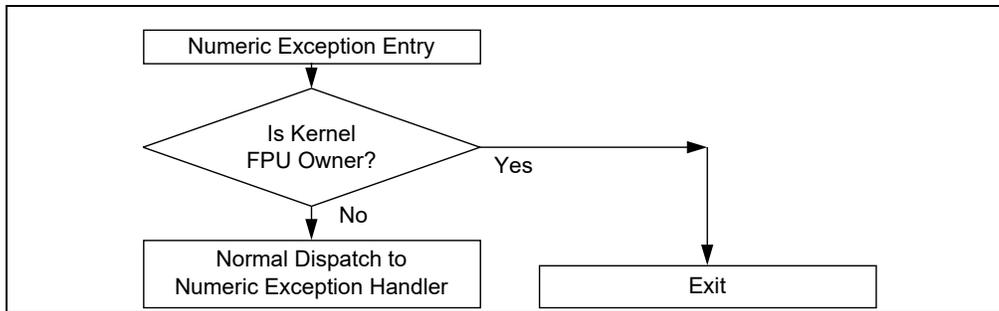 Numeric Exception Entry
Is Kernel
FPU Owner?
Yes
No
Normal Dispatch to
Numeric Exception Handler
Exit